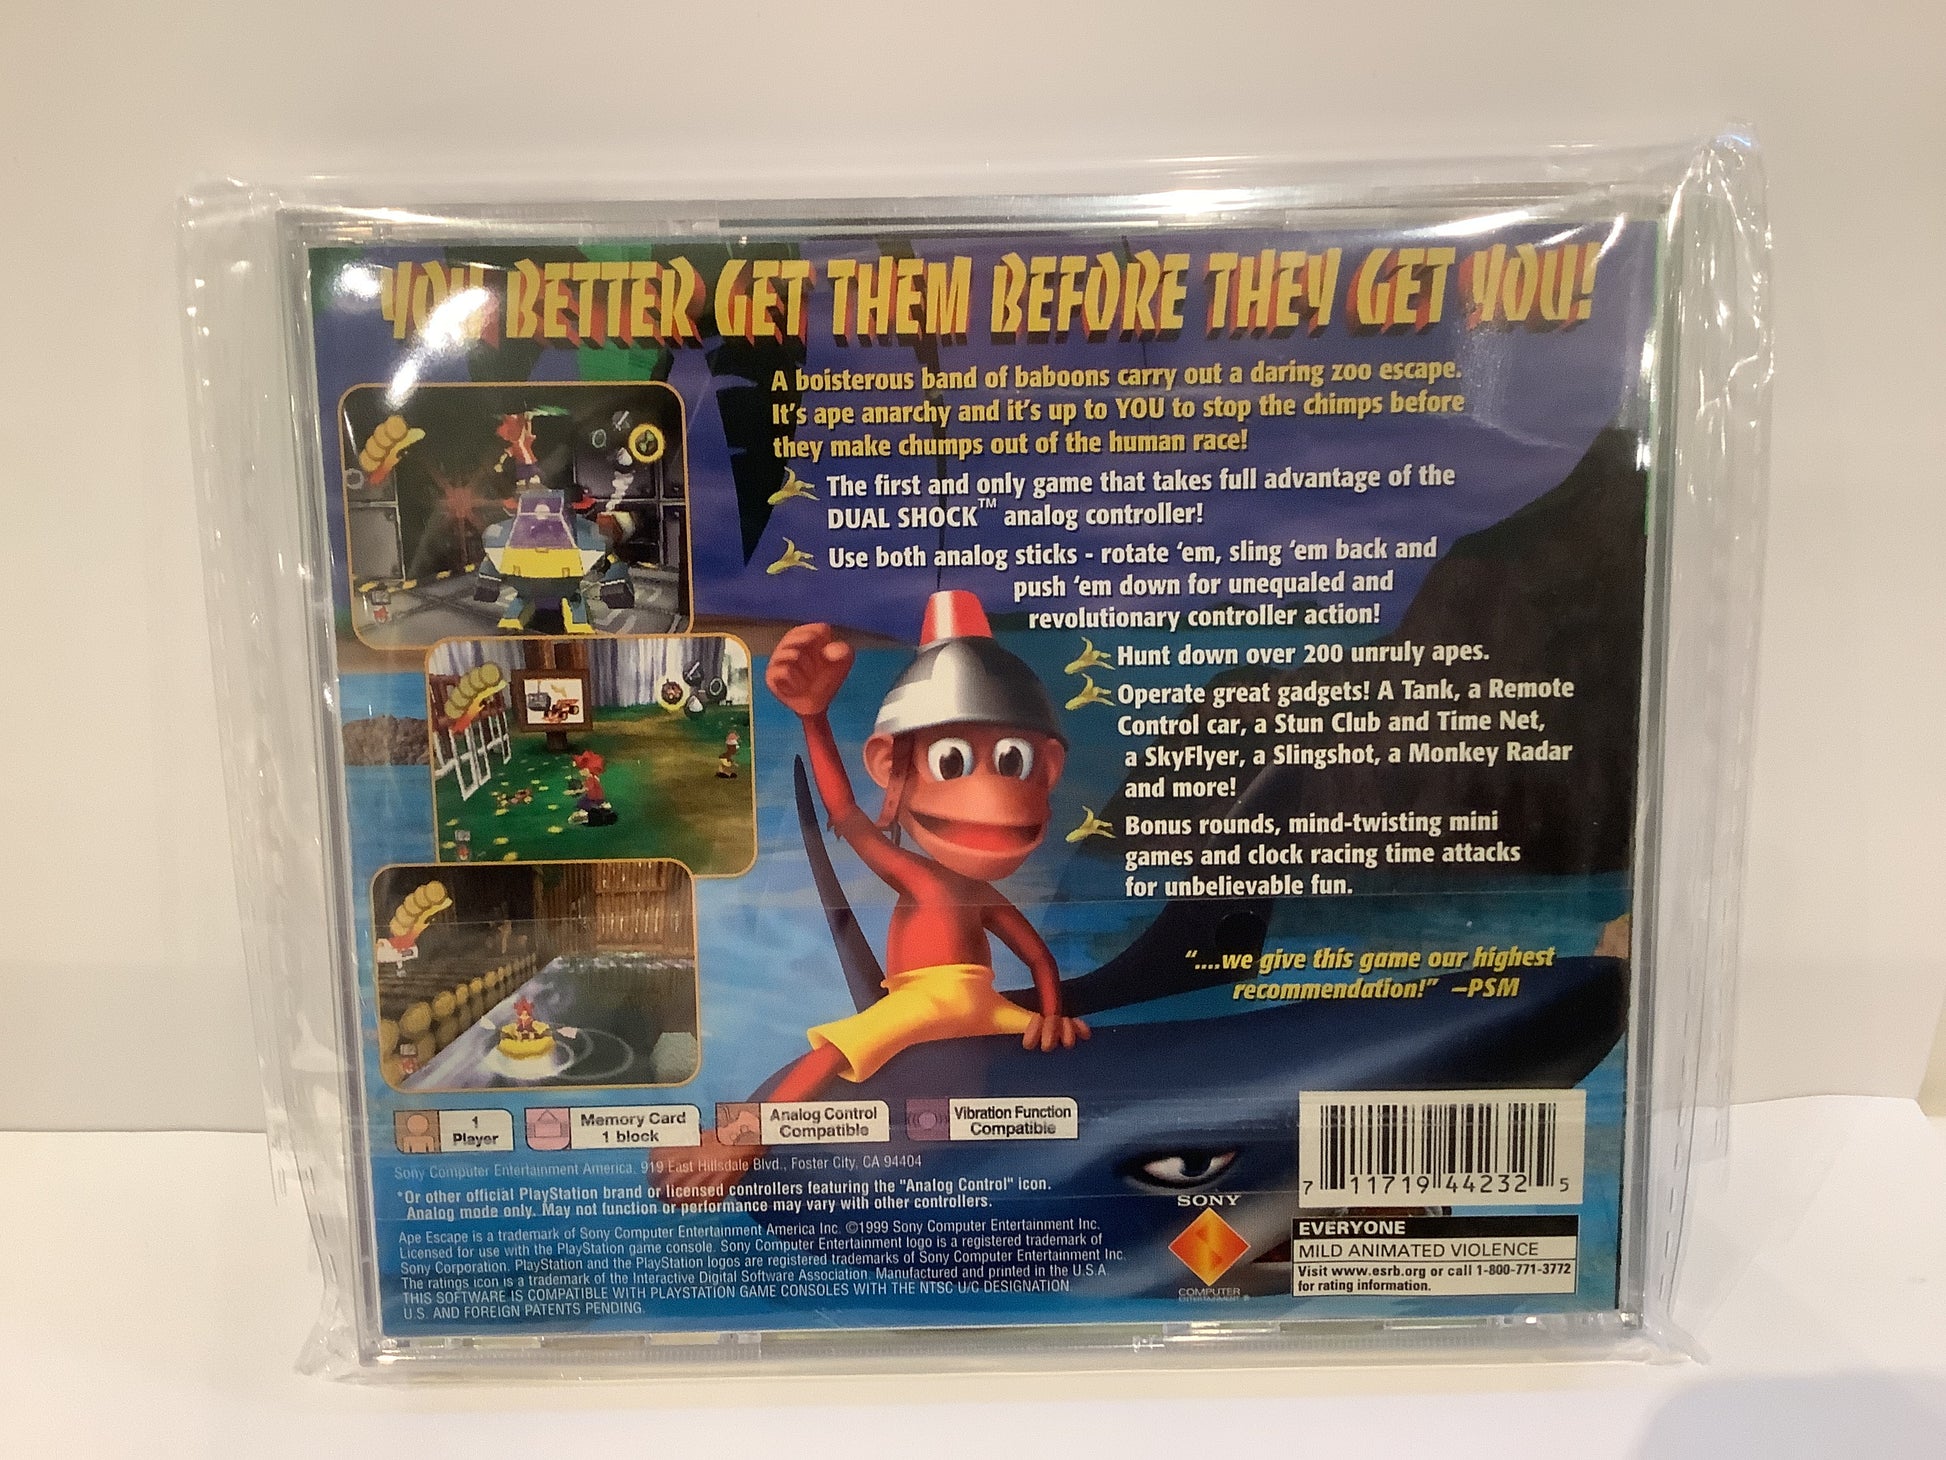 YOU BETTER GET THEM BEFORE THEY GET YOU!
A boisterous band of baboons carry out a daring zoo escape.
It's ape anarchy and it's up to YOU to stop the chimps before
they make chumps out of the human race!
The first and only game that takes full advantage of the
DUAL SHOCK™ analog controller!
Use both analog sticks - rotate 'em, sling 'em back and
push 'em down for unequaled and
revolutionary controller action!
Hunt down over 200 unruly apes.
Operate great gadgets! A Tank, a Remote
Control car, a Stun Club and Time Net,
a SkyFlyer, a Slingshot, a Monkey Radar
and more!
Bonus rounds, mind-twisting mini
games and clock racing time attacks
for unbelievable fun.
"....we give this game our highest
recommendation!" –PSM
1
Player
Memory Card
1 block
Analog Control
Compatible
Vibration Function
Compatible
Sony Computer Entertainment America, 919 East Hillsdale Blvd., Foster City, CA 94404
*Or other official PlayStation brand or licensed controllers featuring the "Analog Control" icon.
Analog mode only. May not function or performance may vary with other controllers.
Ape Escape is a trademark of Sony Computer Entertainment America Inc. ©1999 Sony Computer Entertainment Inc.
Licensed for use with the PlayStation game console. Sony Computer Entertainment logo is a registered trademark of
Sony Corporation. PlayStation and the PlayStation logos are registered trademarks of Sony Computer Entertainment Inc.
The ratings icon is a trademark of the Interactive Digital Software Association. Manufactured and printed in the U.S.A.
THIS SOFTWARE IS COMPATIBLE WITH PLAYSTATION GAME CONSOLES WITH THE NTSC U/C DESIGNATION.
U.S. AND FOREIGN PATENTS PENDING.
SONY
COMPUTER
ENTERTAINMENT ®
7 11719 44232 5
EVERYONE
MILD ANIMATED VIOLENCE
Visit www.esrb.org or call 1-800-771-3772
for rating information.